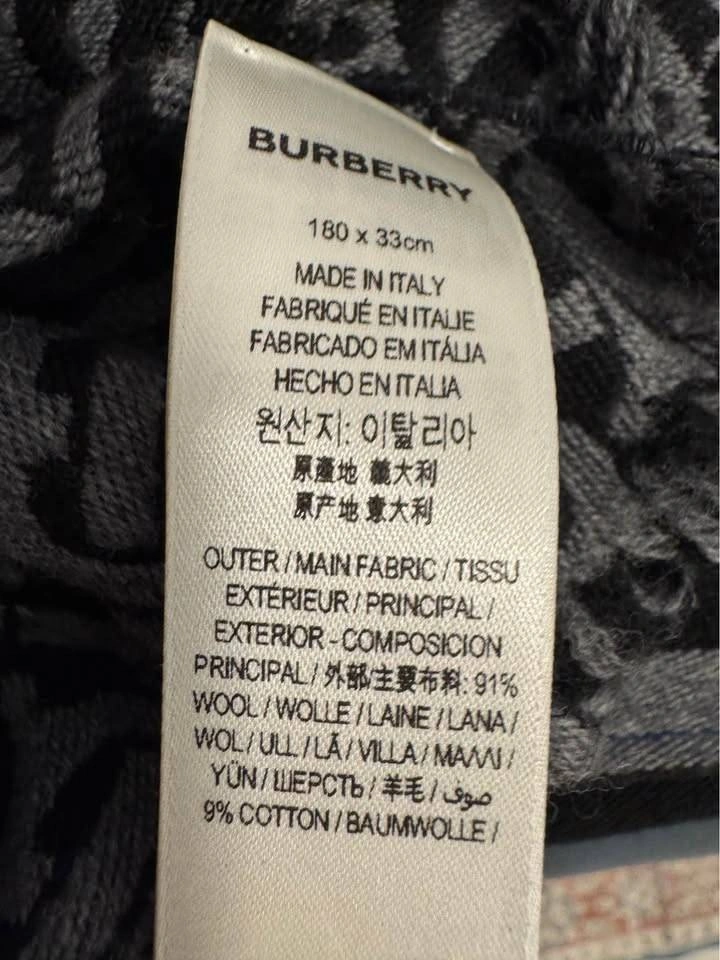 BURBERRY
180 x 33cm
MADE IN ITALY
FABRIQUÉ EN ITALIE
FABRICADO EM ITÁLIA
HECHO EN ITALIA
원산지: 이탈리아
原產地 義大利
原产地 意大利
OUTER / MAIN FABRIC / TISSU
EXTÉRIEUR / PRINCIPAL /
EXTERIOR - COMPOSICION
PRINCIPAL / 外部/主要布料: 91%
WOOL / WOLLE / LAINE / LANA /
WOL / ULL / LÃ / VILLA / ΜΑΛΛΙ /
YÜN / ШЕРСТЬ / 羊毛 / صوف
9% COTTON / BAUMWOLLE /